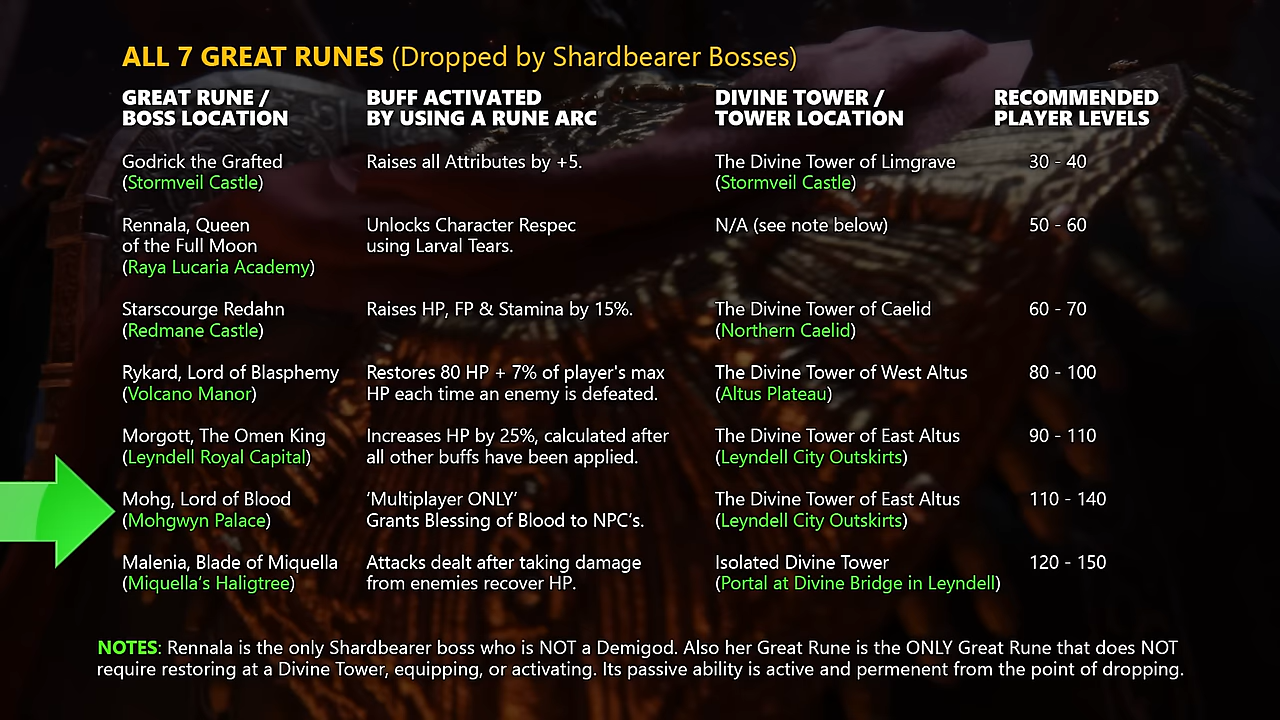 ALL 7 GREAT RUNES (Dropped by Shardbearer Bosses)
GREAT RUNE /
BOSS LOCATION
BUFF ACTIVATED
BY USING A RUNE ARC
DIVINE TOWER /
TOWER LOCATION
RECOMMENDED
PLAYER LEVELS
Godrick the Grafted
(Stormveil Castle)
Raises all Attributes by +5.
The Divine Tower of Limgrave
(Stormveil Castle)
30 - 40
Rennala, Queen
of the Full Moon
(Raya Lucaria Academy)
Unlocks Character Respec
using Larval Tears.
N/A (see note below)
50 - 60
Starscourge Redahn
(Redmane Castle)
Raises HP, FP & Stamina by 15%.
The Divine Tower of Caelid
(Northern Caelid)
60 - 70
Rykard, Lord of Blasphemy
(Volcano Manor)
Restores 80 HP + 7% of player's max
HP each time an enemy is defeated.
The Divine Tower of West Altus
(Altus Plateau)
80 - 100
Morgott, The Omen King
(Leyndell Royal Capital)
Increases HP by 25%, calculated after
all other buffs have been applied.
The Divine Tower of East Altus
(Leyndell City Outskirts)
90 - 110
Mohg, Lord of Blood
(Mohgwyn Palace)
‘Multiplayer ONLY’
Grants Blessing of Blood to NPC’s.
The Divine Tower of East Altus
(Leyndell City Outskirts)
110 - 140
Malenia, Blade of Miquella
(Miquella’s Haligtree)
Attacks dealt after taking damage
from enemies recover HP.
Isolated Divine Tower
(Portal at Divine Bridge in Leyndell)
120 - 150
NOTES: Rennala is the only Shardbearer boss who is NOT a Demigod. Also her Great Rune is the ONLY Great Rune that does NOT
require restoring at a Divine Tower, equipping, or activating. Its passive ability is active and permenent from the point of dropping.